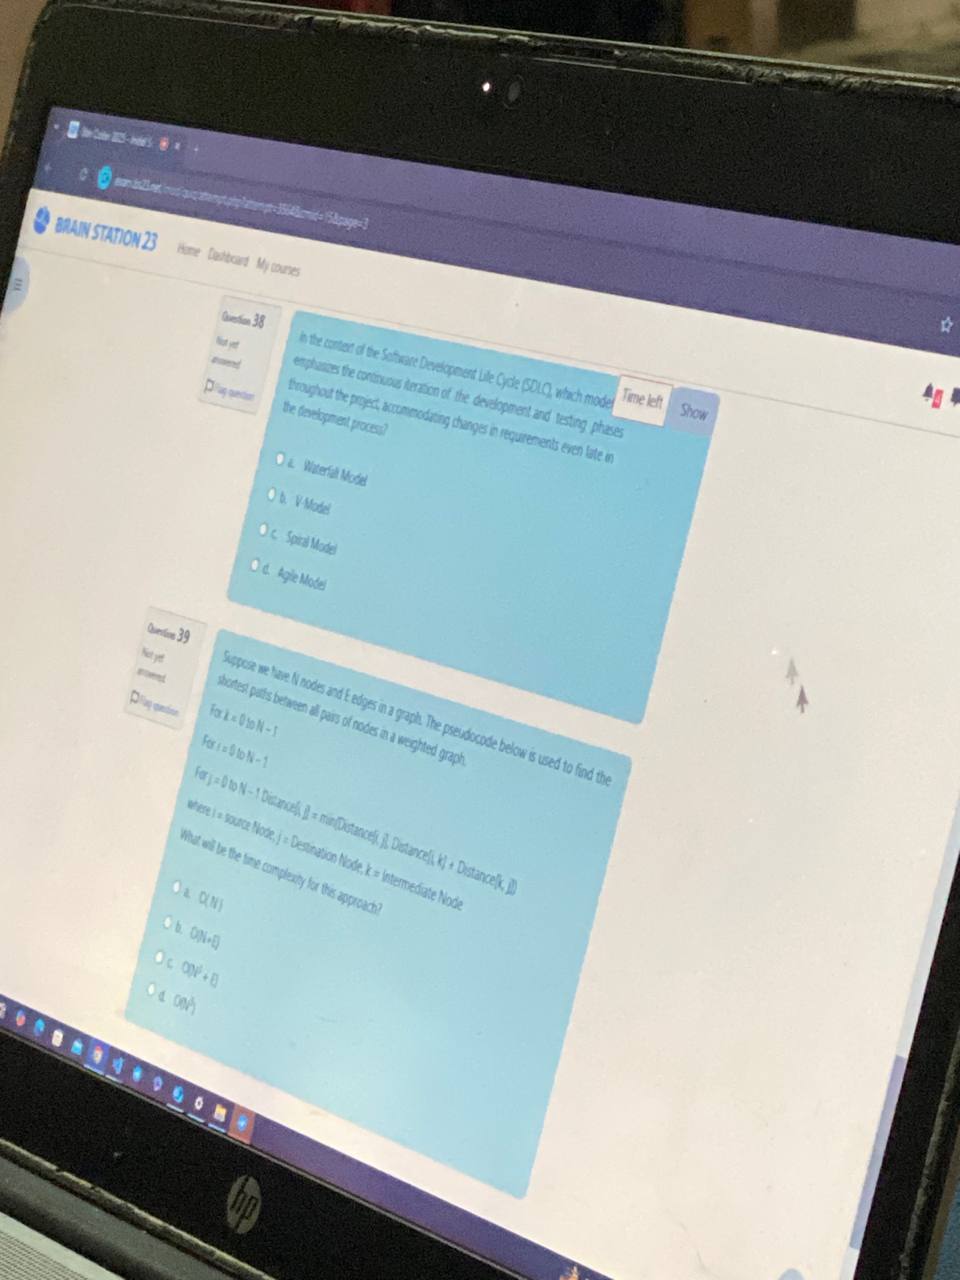 BRAIN STATION 23
Home Dashboard My courses
Question 38
Not yet
answered
Flag question
In the context of the Software Development Life Cycle (SDLC), which model
emphasizes the continuous iteration of the development and testing phases
throughout the project, accommodating changes in requirements even late in
the development process?
Time left
Show
4
a. Waterfall Model
b. V-Model
c. Spiral Model
d. Agile Model
Question 39
Not yet
answered
Flag question
Suppose we have N nodes and E edges in a graph. The pseudocode below is used to find the
shortest paths between all pairs of nodes in a weighted graph.
For k = 0 to N - 1
For i = 0 to N - 1
For j = 0 to N - 1 Distance[i, j] = min(Distance[i, j], Distance[i, k] + Distance[k, j])
where i = source Node, j = Destination Node, k = Intermediate Node
What will be the time complexity for this approach?
a.
b. O(N+E)
c.
d.
hp